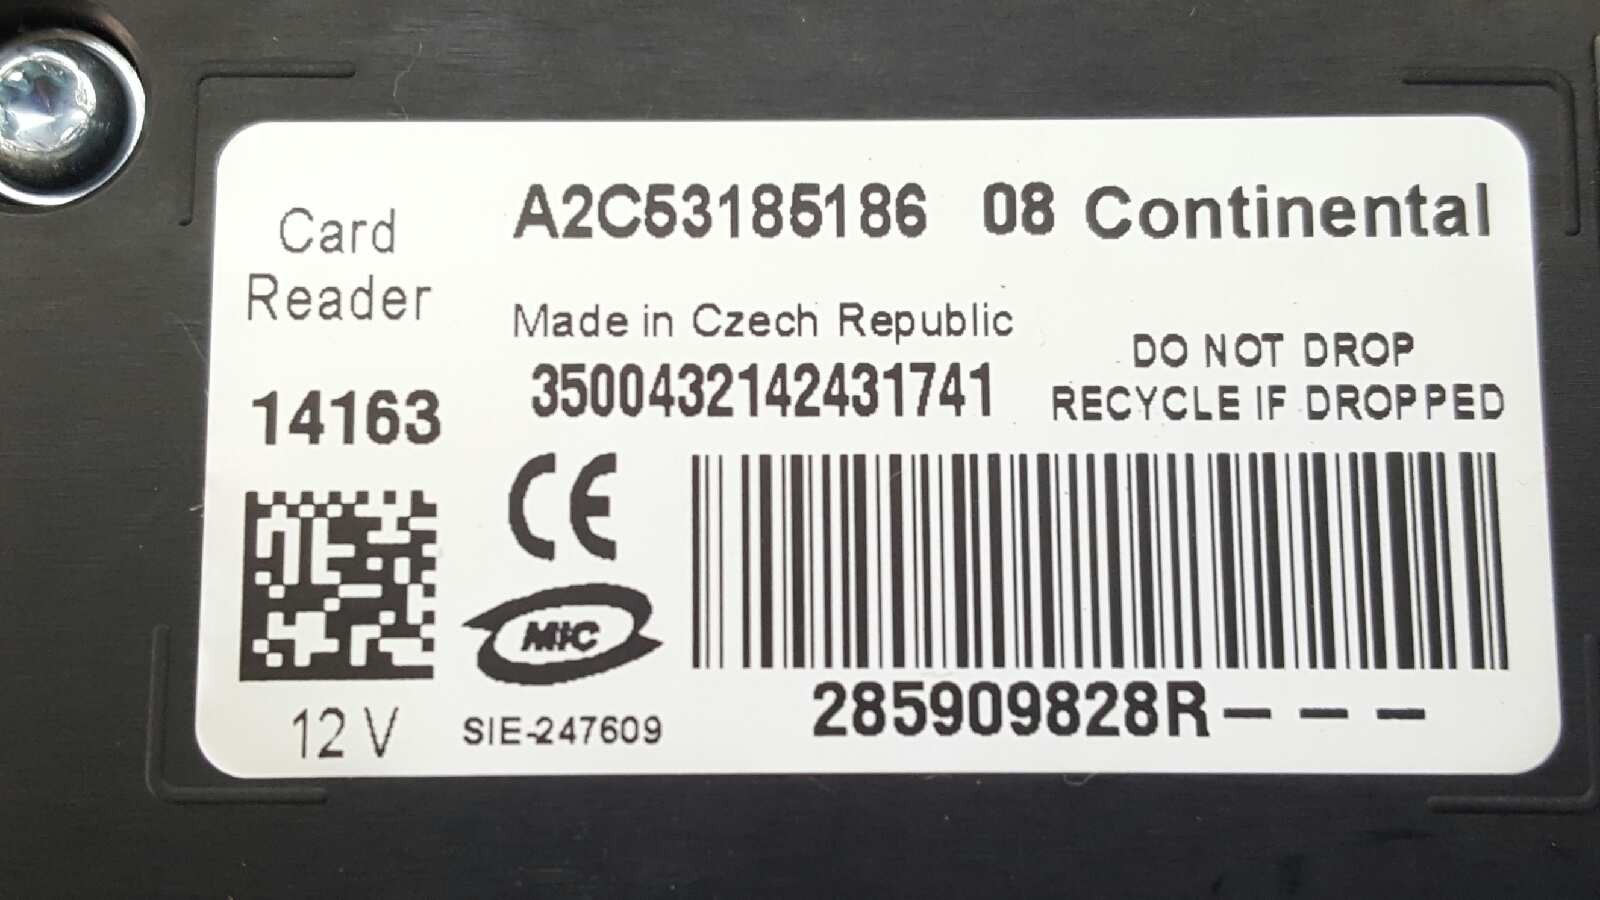 Card
Reader
14163
12 V
A2C53185186 08 Continental
Made in Czech Republic
3500432142431741
DO NOT DROP
RECYCLE IF DROPPED
CE
MIC
SIE-247609
285909828R---